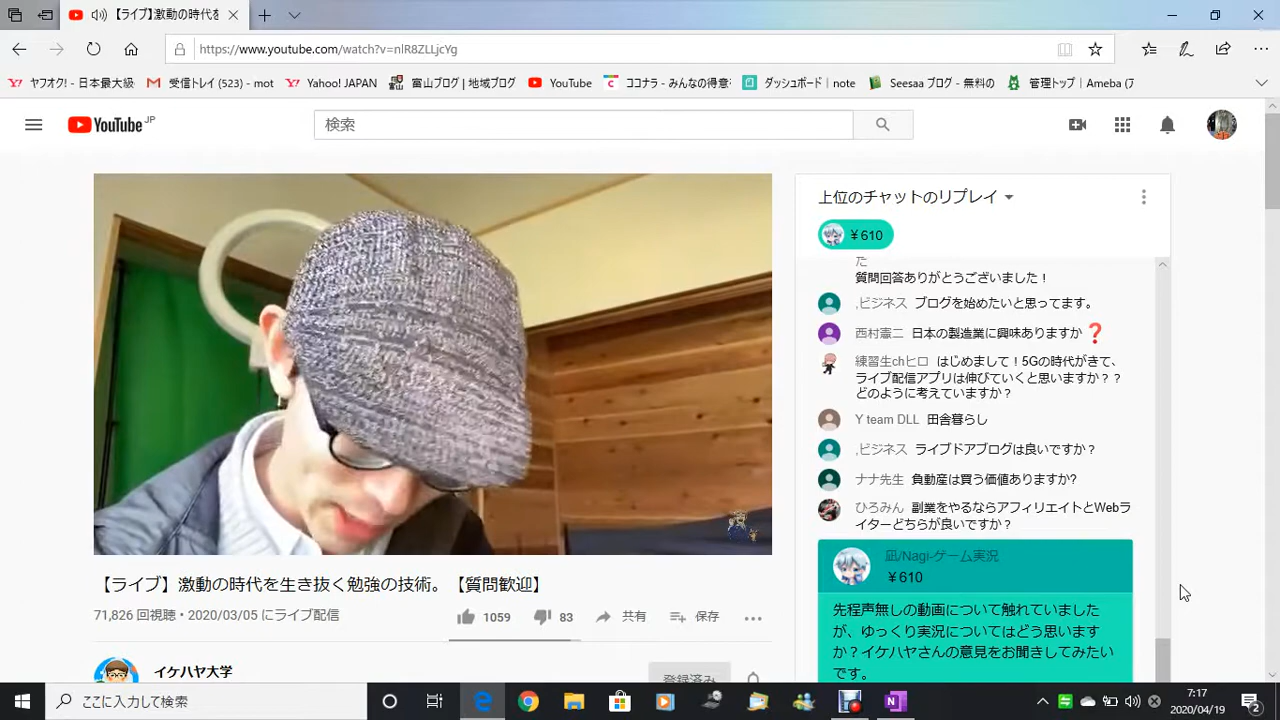 【ライブ】激動の時代を
https://www.youtube.com/watch?v=nlR8ZLLjcYg
ヤフオク! - 日本最大級
受信トレイ (523) - mot
Yahoo! JAPAN
富山ブログ | 地域ブログ
YouTube
ココナラ - みんなの得意
ダッシュボード | note
Seesaa ブログ - 無料の
管理トップ | Ameba (ア
YouTube JP
検索
上位のチャットのリプレイ
￥610
た
質問回答ありがとうございました！
,ビジネス ブログを始めたいと思ってます。
西村憲二 日本の製造業に興味ありますか❓
練習生chヒロ はじめまして！5Gの時代がきて、
ライブ配信アプリは伸びていくと思いますか？？
どのように考えていますか？
Y team DLL 田舎暮らし
,ビジネス ライブドアブログは良いですか？
ナナ先生 負動産は買う価値ありますか?
ひろみん 副業をやるならアフィリエイトとWebラ
イターどちらが良いですか？
凪/Nagi-ゲーム実況
￥610
先程声無しの動画について触れていました
が、ゆっくり実況についてはどう思います
か？イケハヤさんの意見をお聞きしてみたい
です。
【ライブ】激動の時代を生き抜く勉強の技術。【質問歓迎】
71,826 回視聴・2020/03/05 にライブ配信
1059
83
共有
保存
イケハヤ大学
登録済み
ここに入力して検索
7:17
2020/04/19
2